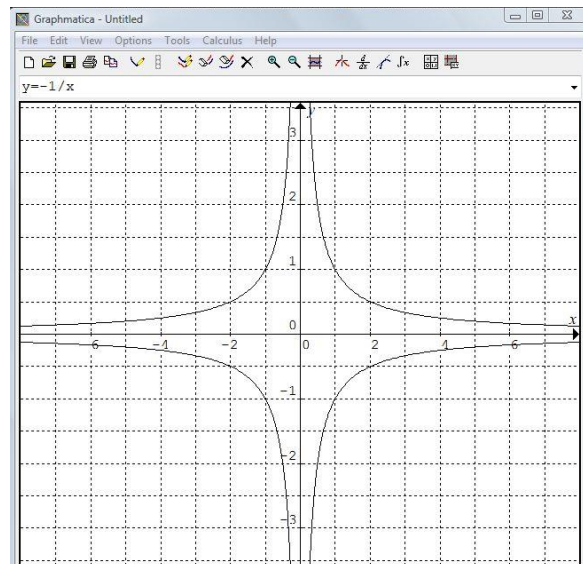 Graphmatica - Untitled
File Edit View Options Tools Calculus Help
y=-1/x
y
3
2
1
0
x
-6 -4 -2 0 2 4 6
-1
-2
-3